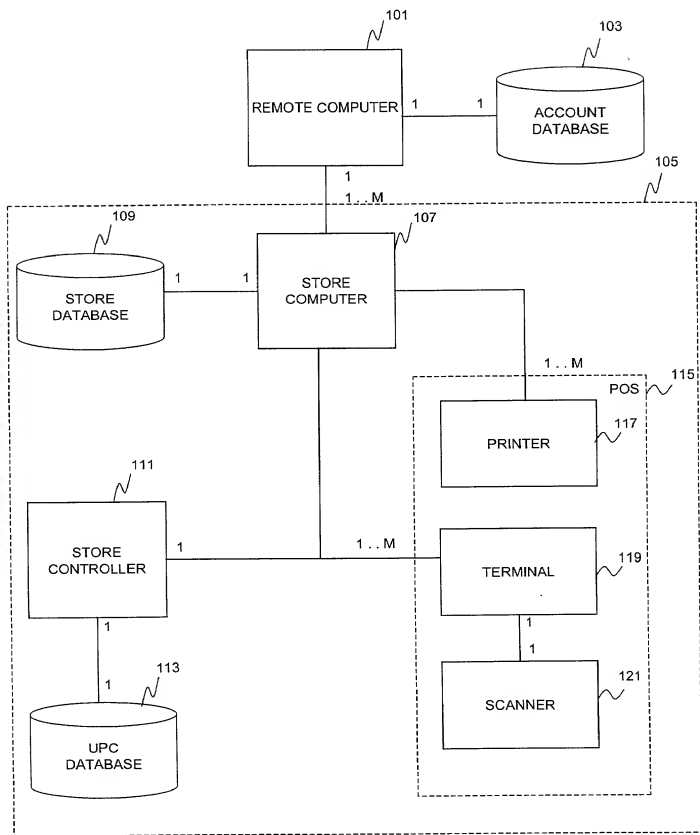 101
103
REMOTE COMPUTER
1
1
ACCOUNT
DATABASE
1
105
1 . . M
109
107
STORE
DATABASE
1
1
STORE
COMPUTER
1 . . M
115
POS
PRINTER
117
111
STORE
CONTROLLER
1
1 . . M
TERMINAL
119
1
1
1
1
113
UPC
DATABASE
SCANNER
121